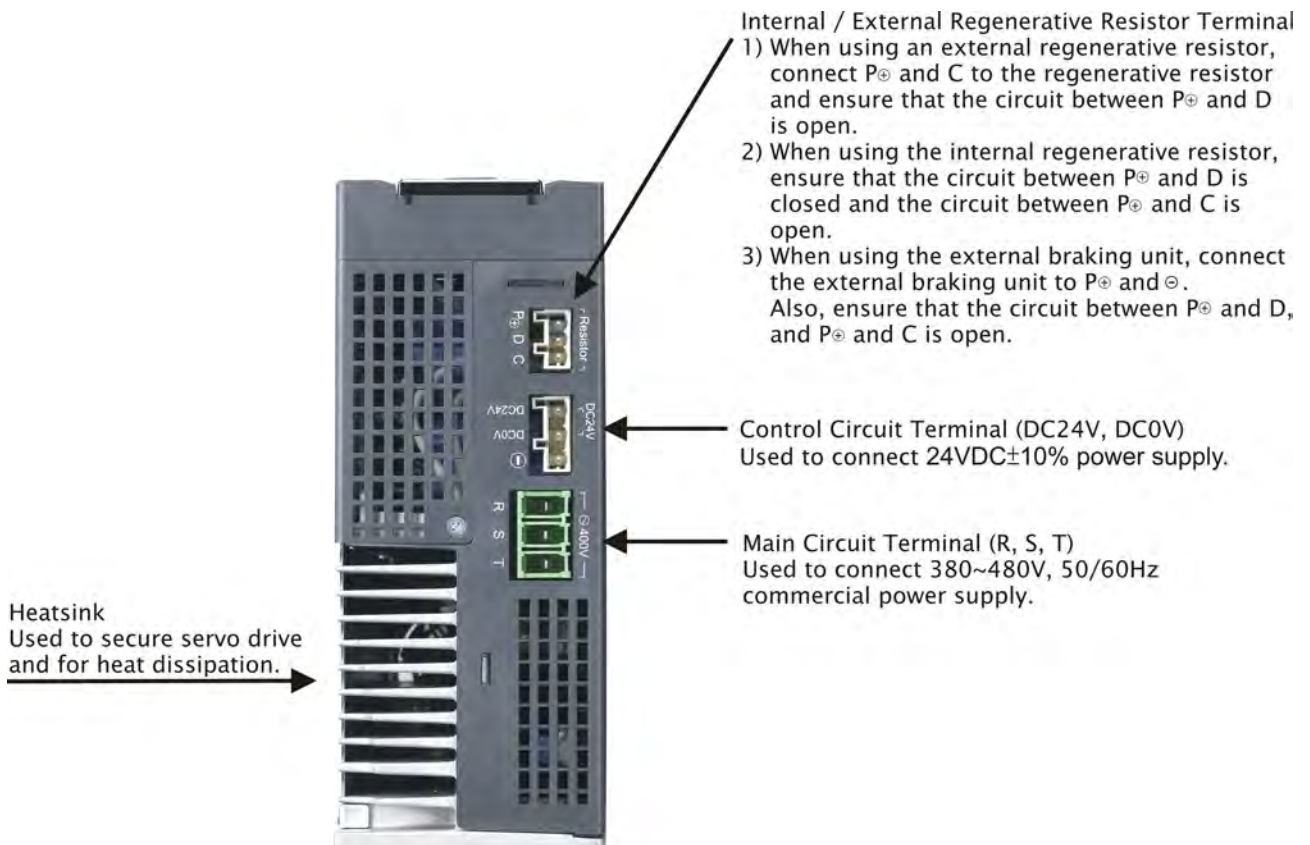 Internal / External Regenerative Resistor Terminal
1) When using an external regenerative resistor,
connect P⊕ and C to the regenerative resistor
and ensure that the circuit between P⊕ and D
is open.
2) When using the internal regenerative resistor,
ensure that the circuit between P⊕ and D is
closed and the circuit between P⊕ and C is
open.
3) When using the external braking unit, connect
the external braking unit to P⊕ and ⊖.
Also, ensure that the circuit between P⊕ and D,
and P⊕ and C is open.
P⊕ D C
Resistor
DC24V
DC0V
⊖
DC24V
Control Circuit Terminal (DC24V, DC0V)
Used to connect 24VDC±10% power supply.
R S T
400V
Main Circuit Terminal (R, S, T)
Used to connect 380~480V, 50/60Hz
commercial power supply.
Heatsink
Used to secure servo drive
and for heat dissipation.